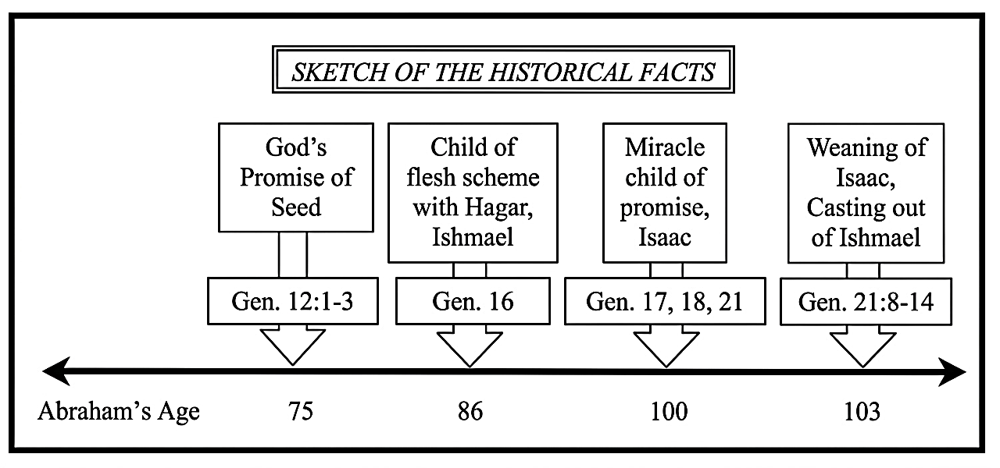 SKETCH OF THE HISTORICAL FACTS
God’s
Promise of
Seed
Gen. 12:1-3
Child of
flesh scheme
with Hagar,
Ishmael
Gen. 16
Miracle
child of
promise,
Isaac
Gen. 17, 18, 21
Weaning of
Isaac,
Casting out
of Ishmael
Gen. 21:8-14
Abraham’s Age 75 86 100 103